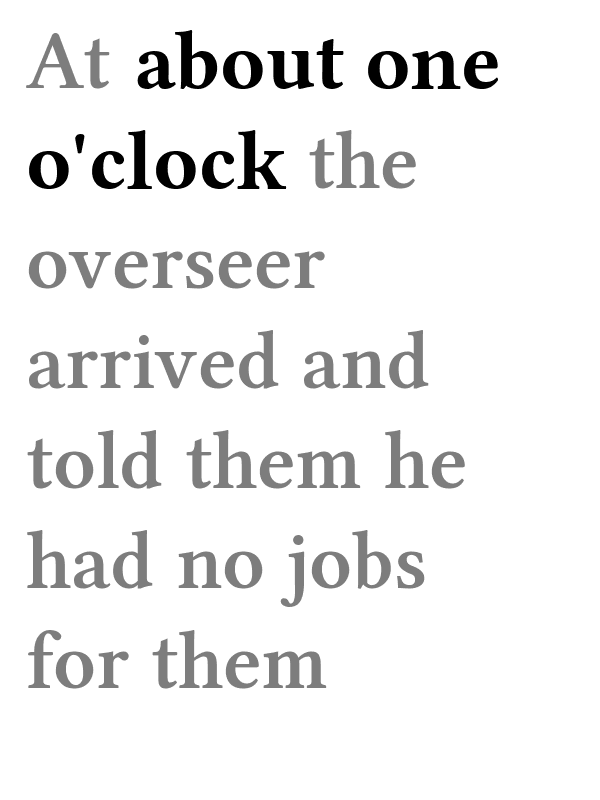 At about one
o'clock the
overseer
arrived and
told them he
had no jobs
for them